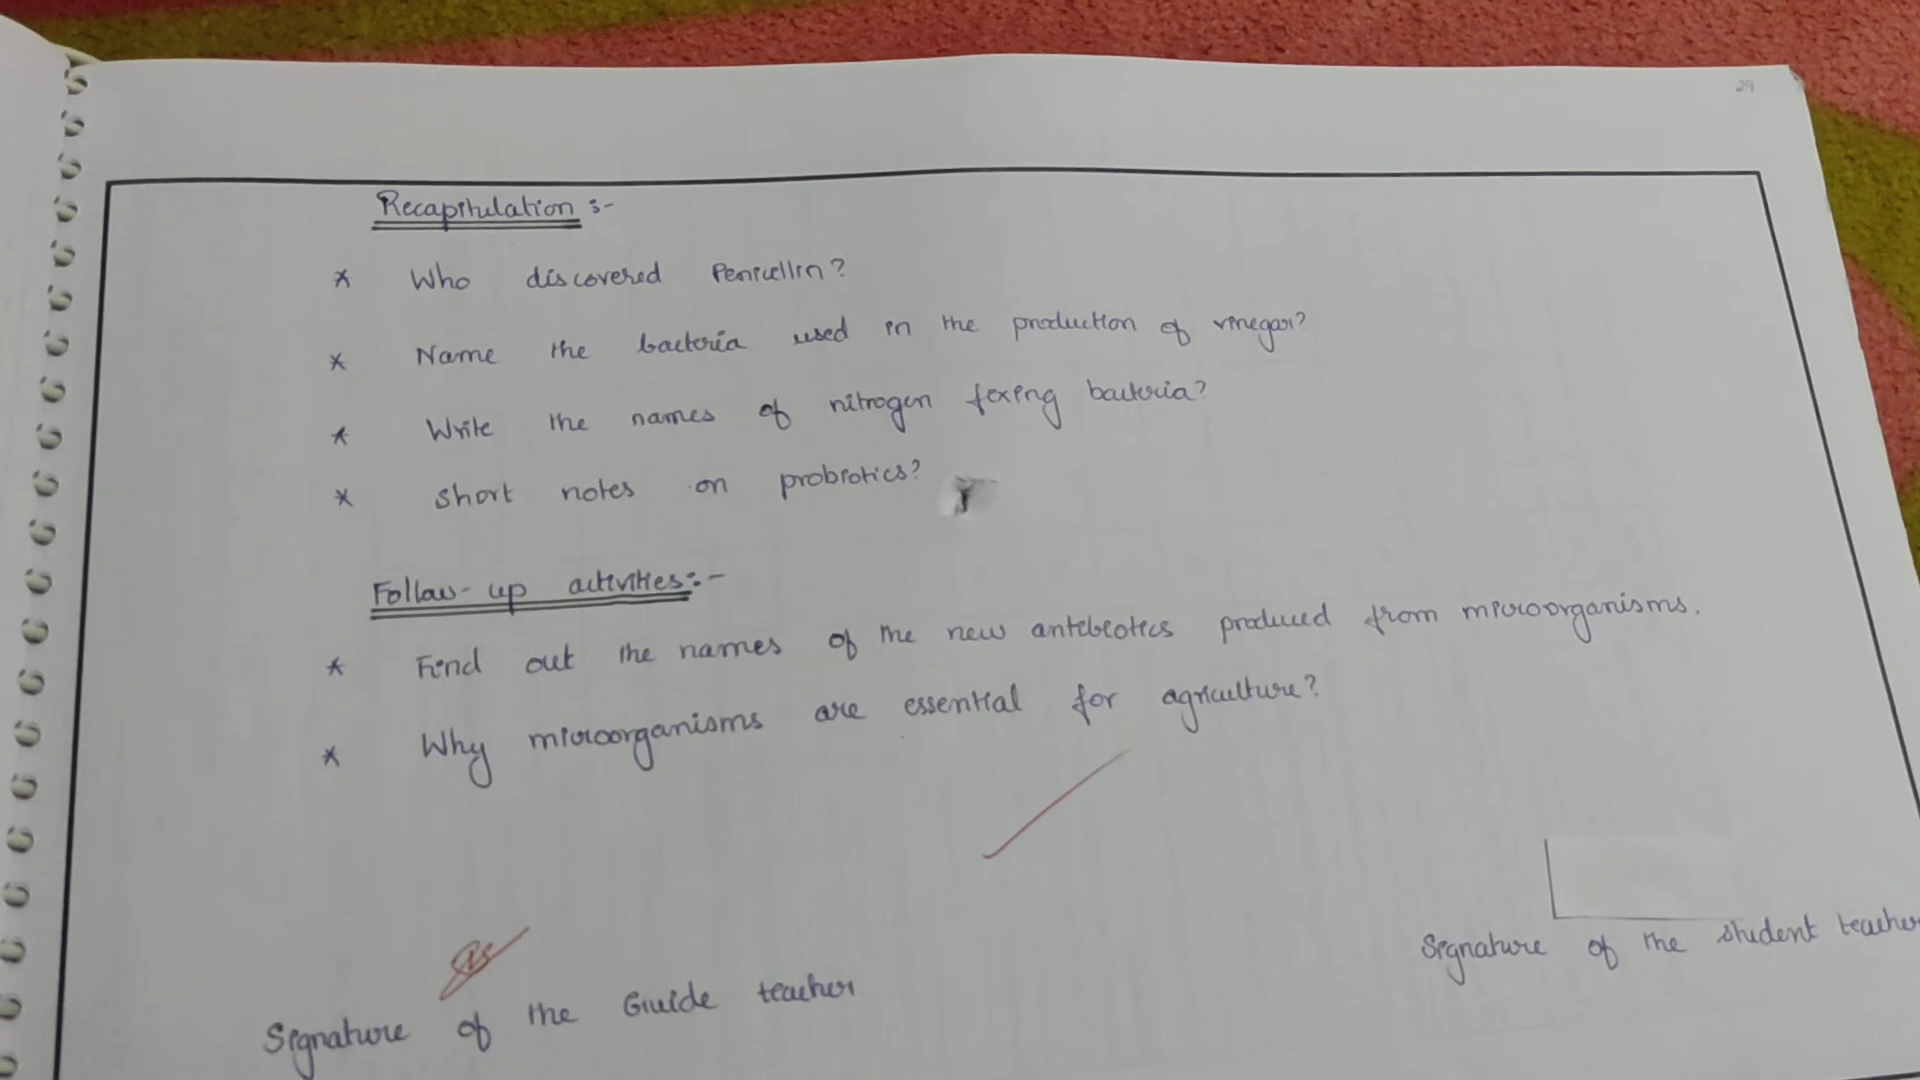 29
Recapitulation :-
* Who discovered Penicillin?
* Name the bacteria used in the production of vinegar?
* Write the names of nitrogen fixing bacteria?
* short notes on probiotics?
Follow-up activities:-
* Find out the names of the new antibiotics produced from microorganisms.
* Why microorganisms are essential for agriculture?
Signature of the student teacher
Signature of the Guide teacher